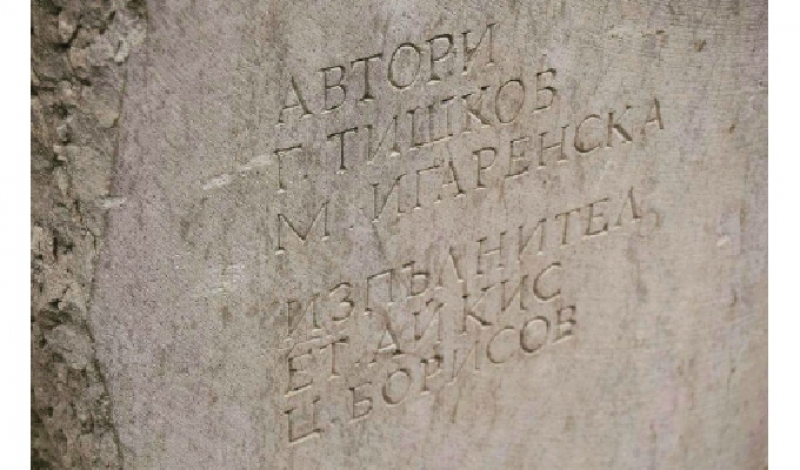 АВТОРИ
Г. ТИШКОВ
М. ИГАРЕНСКА
ИЗПЪЛНИТЕЛ
ЕТ. АЙ КИС
Ц. БОРИСОВ